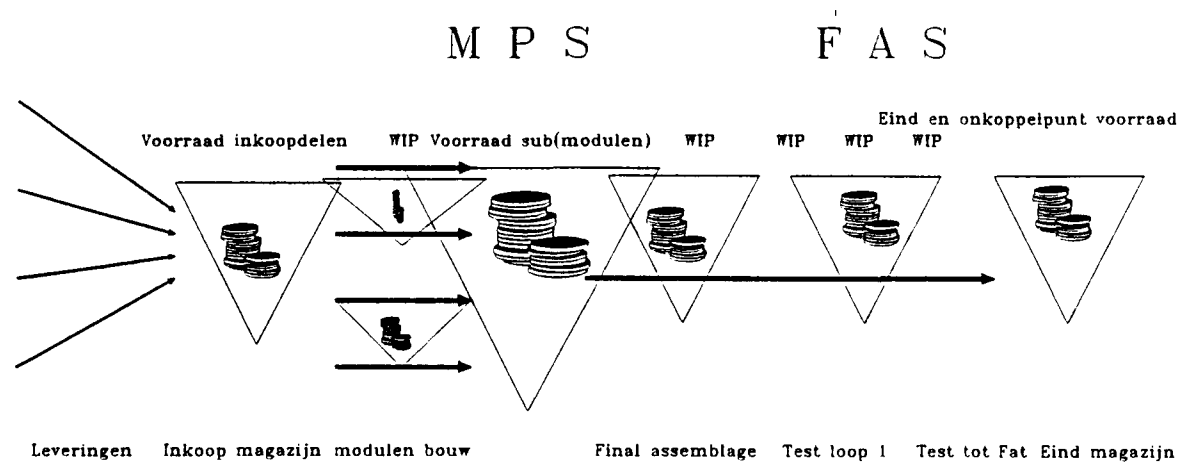 M P S F A S
Eind en onkoppelpunt voorraad
Voorraad inkoopdelen WIP Voorraad sub(modulen) WIP WIP WIP WIP
Leveringen Inkoop magazijn modulen bouw Final assemblage Test loop 1 Test tot Fat Eind magazijn